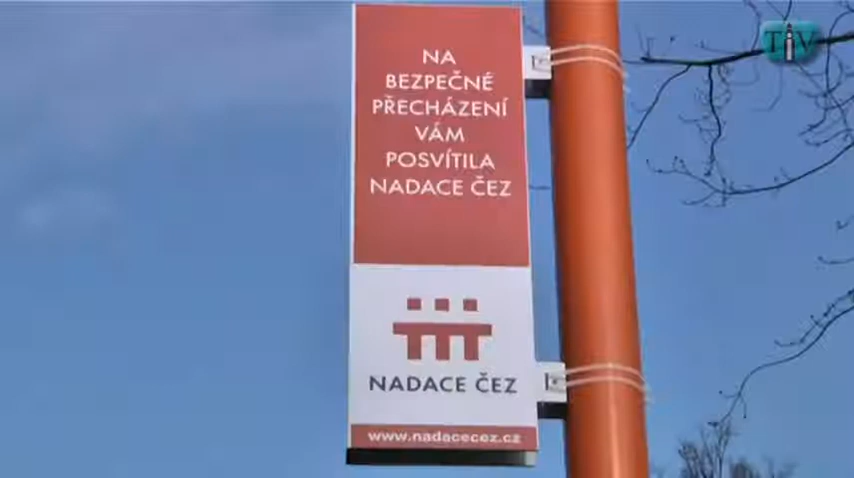 NA
BEZPEČNÉ
PŘECHÁZENÍ
VÁM
POSVÍTILA
NADACE ČEZ
NADACE ČEZ
www.nadacecez.cz
TiV